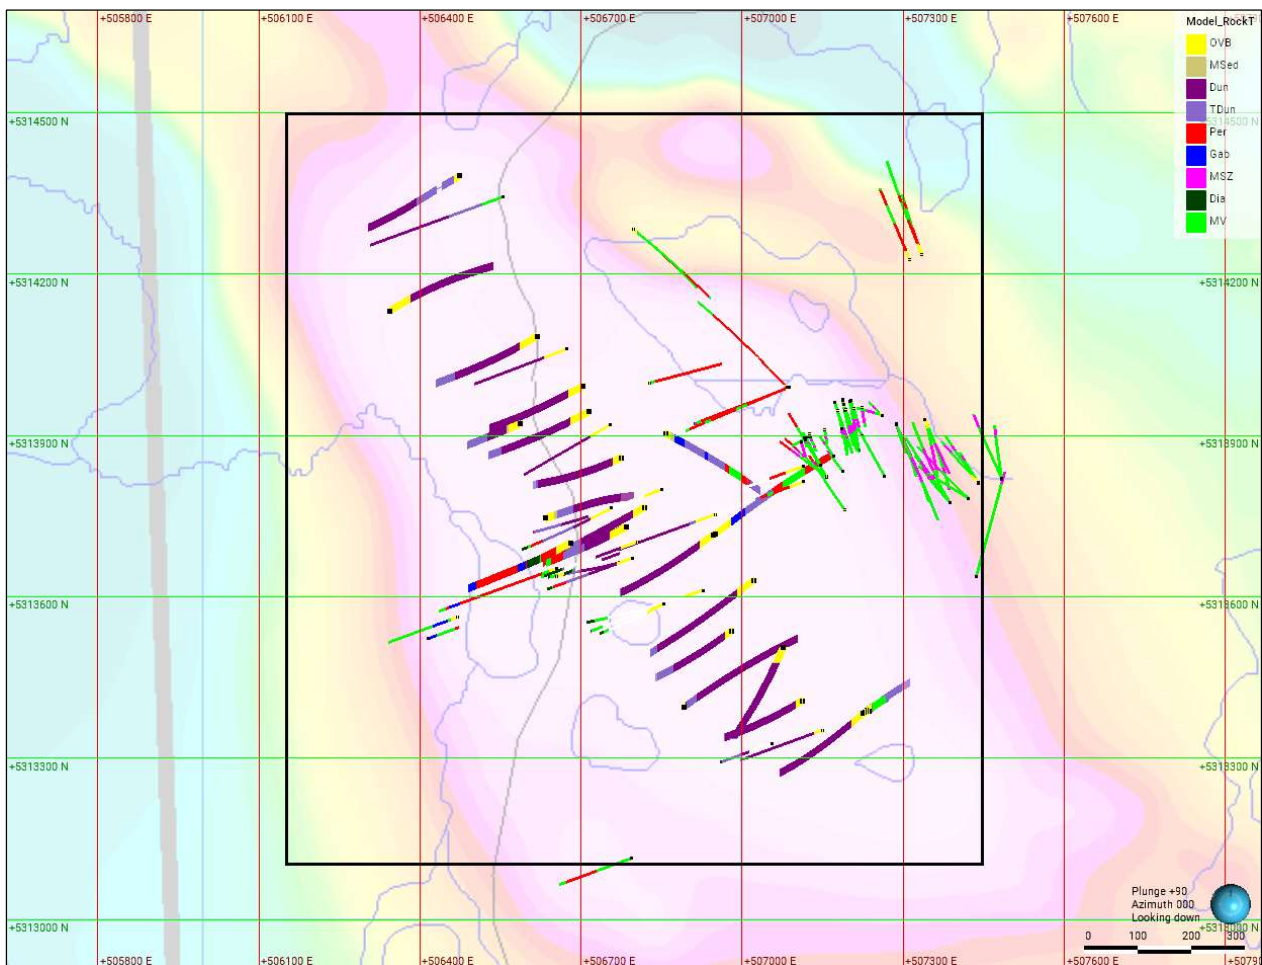 +505800 E
+506100 E
+506400 E
+506700 E
+507000 E
+507300 E
+507600 E
Model_RockT
OVB
MSed
Dun
TDun
Per
Gab
MSZ
Dia
MV
+5314500 N
+5314500 N
+5314200 N
+5314200 N
+5313900 N
+5313900 N
+5313600 N
+5313600 N
+5313300 N
+5313300 N
Plunge +90
Azimuth 000
Looking down
+5313000 N
+5313000 N
0 100 200 300
+505800 E
+506100 E
+506400 E
+506700 E
+507000 E
+507300 E
+507600 E